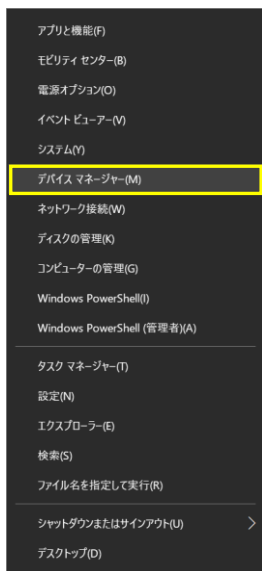 アプリと機能(F)
モビリティ センター(B)
電源オプション(O)
イベント ビューアー(V)
システム(Y)
デバイス マネージャー(M)
ネットワーク接続(W)
ディスクの管理(K)
コンピューターの管理(G)
Windows PowerShell(I)
Windows PowerShell (管理者)(A)
タスク マネージャー(T)
設定(N)
エクスプローラー(E)
検索(S)
ファイル名を指定して実行(R)
シャットダウンまたはサインアウト(U)
デスクトップ(D)